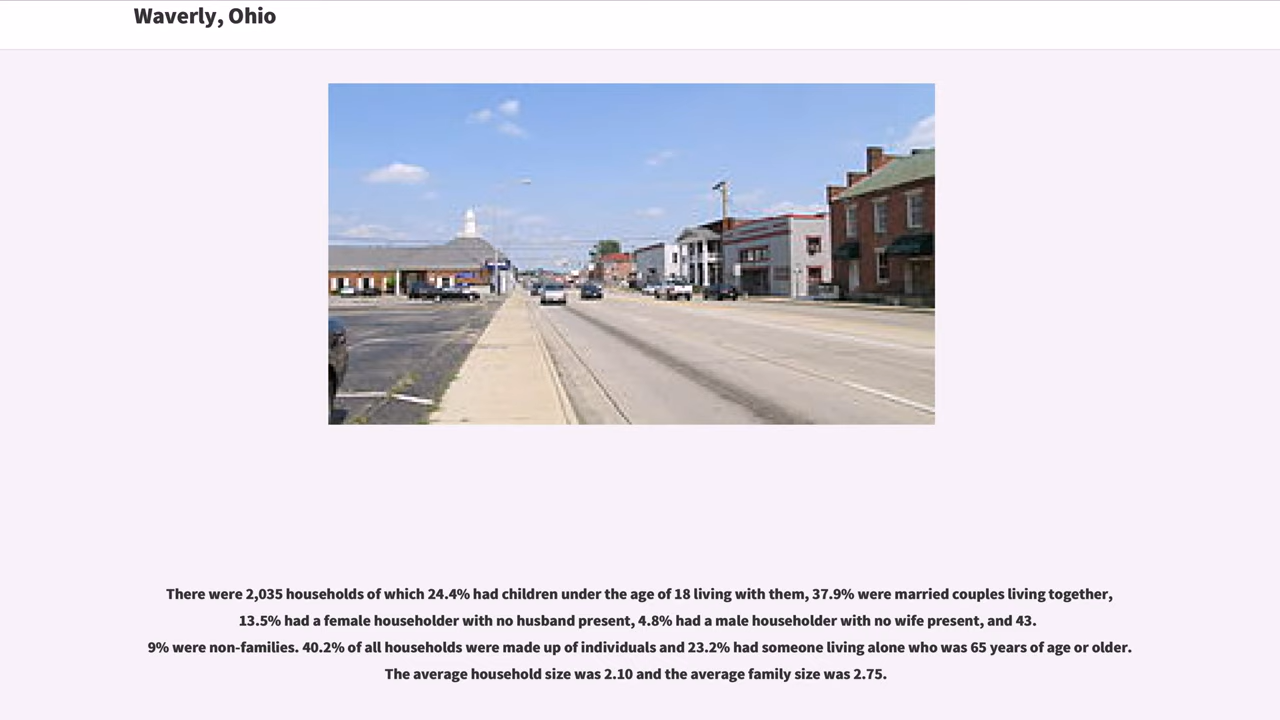 Waverly, Ohio
There were 2,035 households of which 24.4% had children under the age of 18 living with them, 37.9% were married couples living together,
13.5% had a female householder with no husband present, 4.8% had a male householder with no wife present, and 43.
9% were non-families. 40.2% of all households were made up of individuals and 23.2% had someone living alone who was 65 years of age or older.
The average household size was 2.10 and the average family size was 2.75.